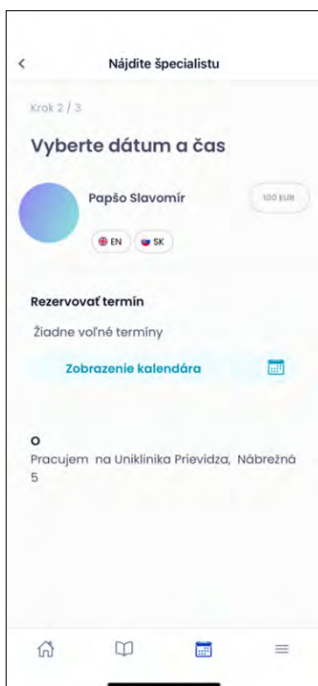 Nájdite špecialistu
Krok 2 / 3
Vyberte dátum a čas
Papšo Slavomír
100 EUR
EN
SK
Rezervovať termín
Žiadne voľné termíny
Zobrazenie kalendára
O
Pracujem na Uniklinika Prievidza, Nábrežná
5